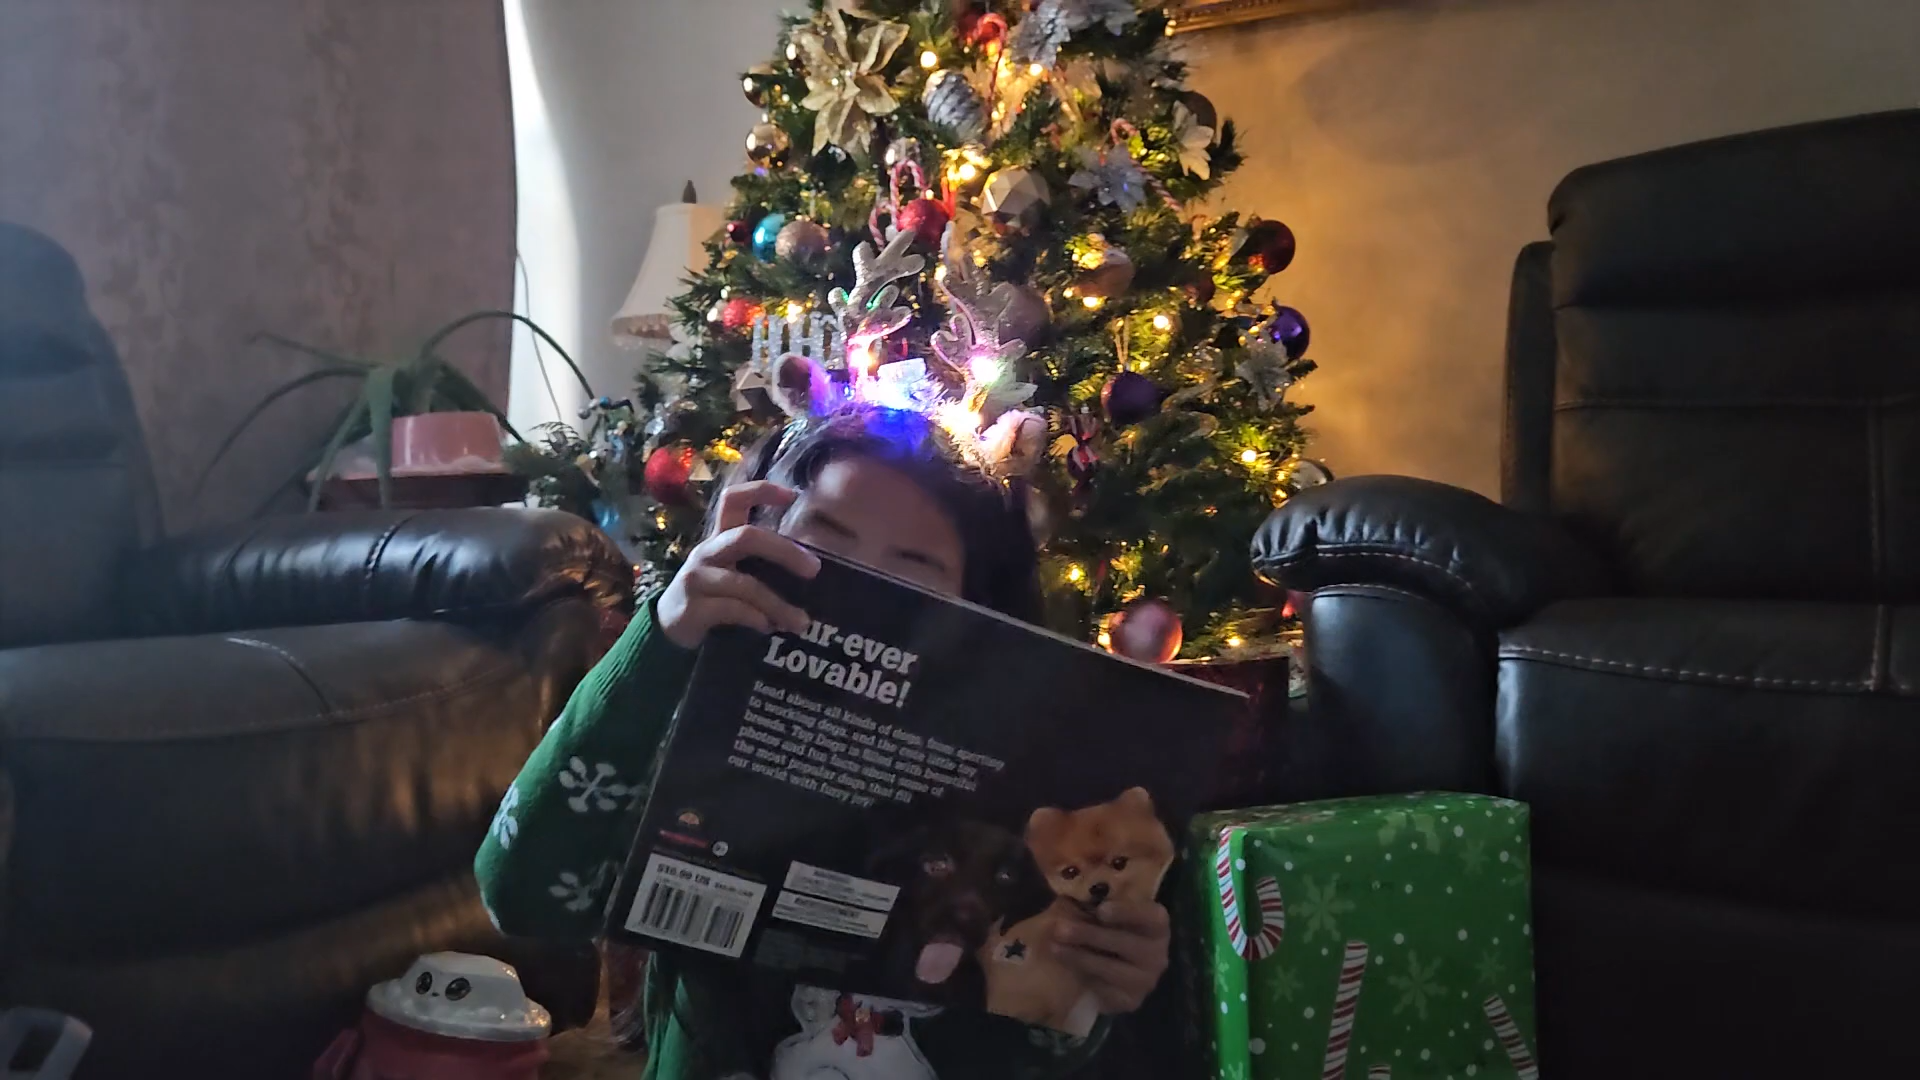 ur-ever
Lovable!
Read about all kinds of dogs, from sporting
to working dogs, and the cute little toy
breeds. Top Dogs is filled with beautiful
photos and fun facts about some of
the most popular dogs that fill
our world with furry joy!
$10.99 US